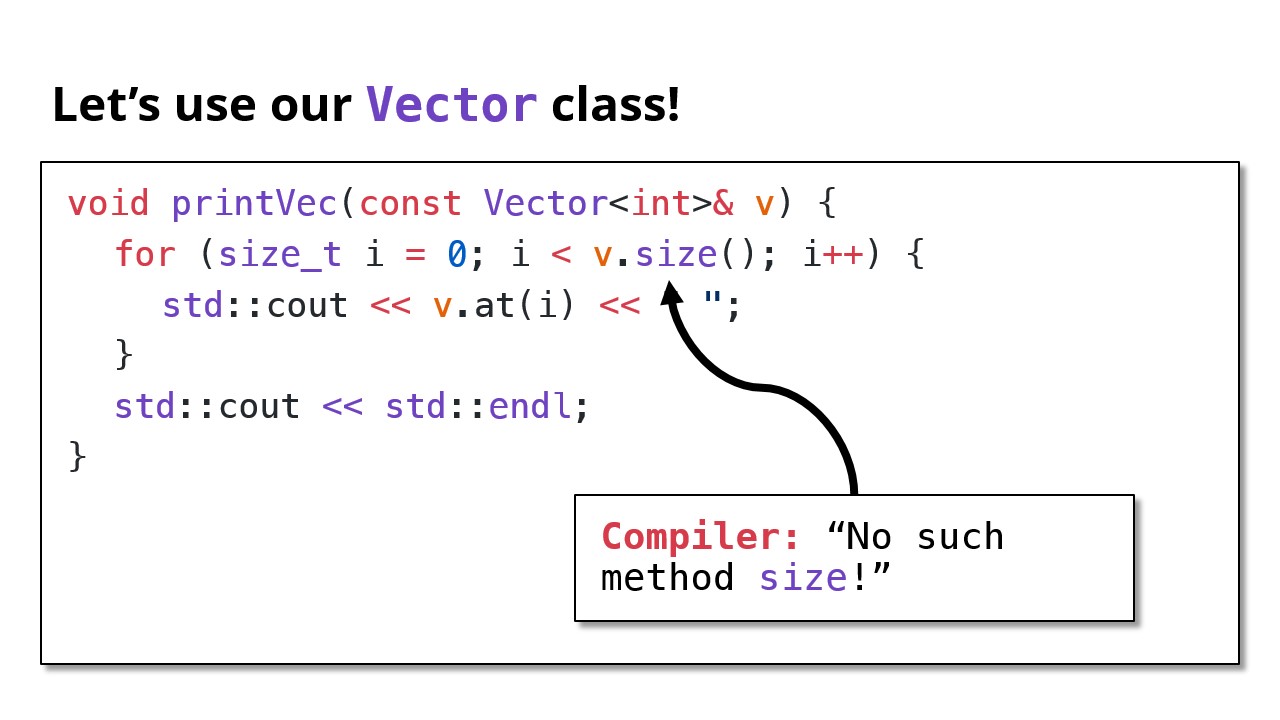 Let’s use our Vector class!
void printVec(const Vector<int>& v) {
for (size_t i = 0; i < v.size(); i++) {
std::cout << v.at(i) << ";
}
std::cout << std::endl;
}
Compiler: “No such
method size!”